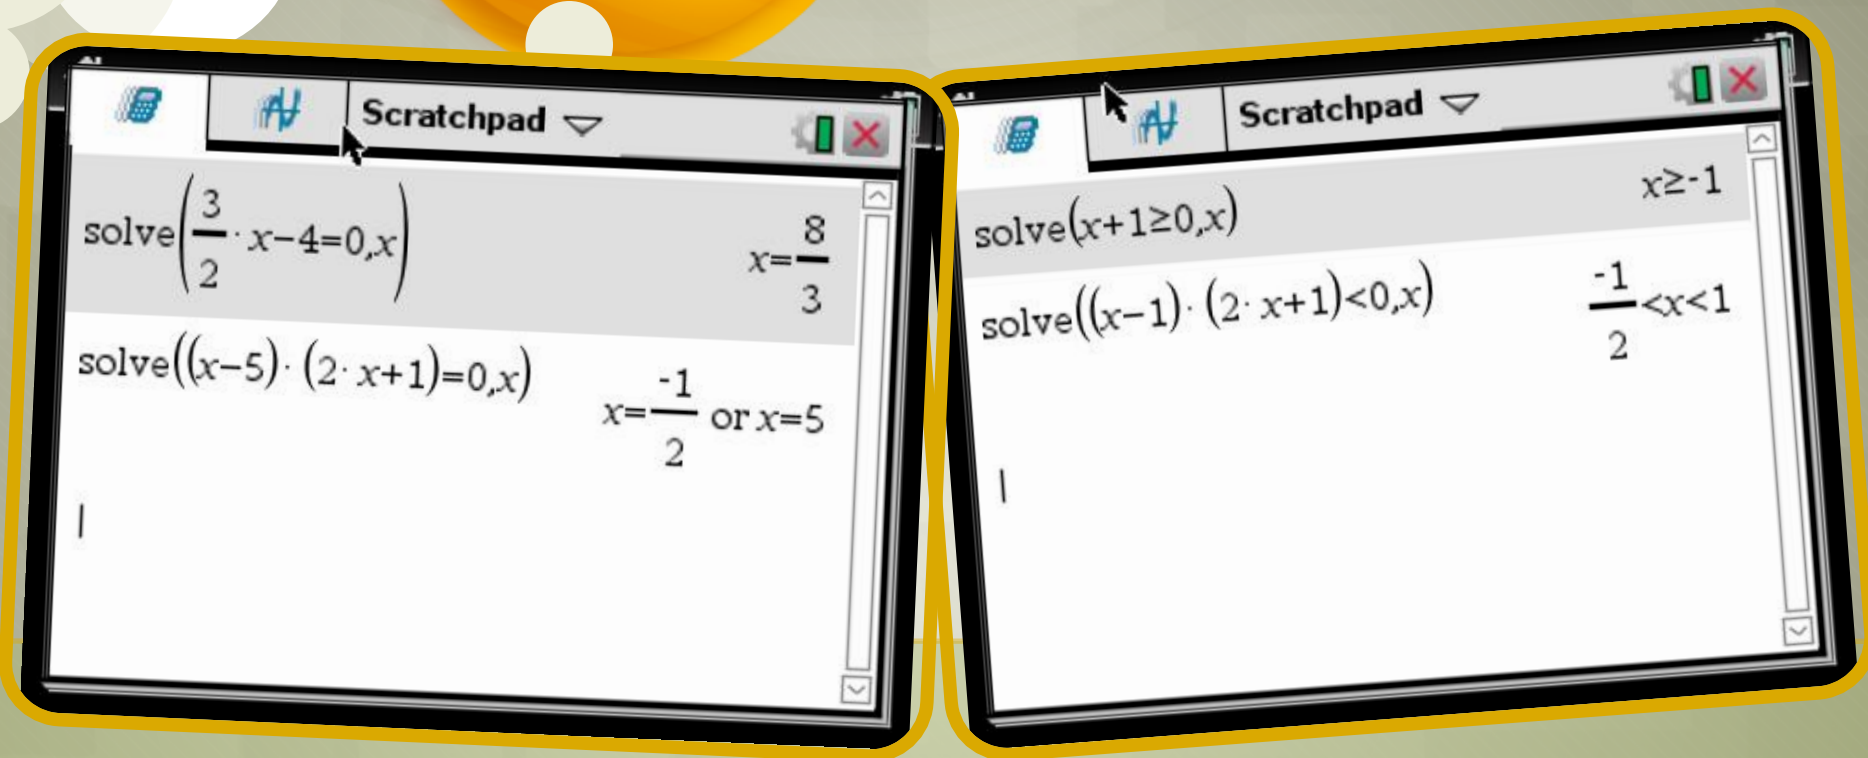 Scratchpad
solve(3/2·x−4=0,x) x=8/3
solve((x−5)·(2·x+1)=0,x) x=-1/2 or x=5
Scratchpad
solve(x+1≥0,x) x≥-1
solve((x−1)·(2·x+1)<0,x) -1/2<x<1